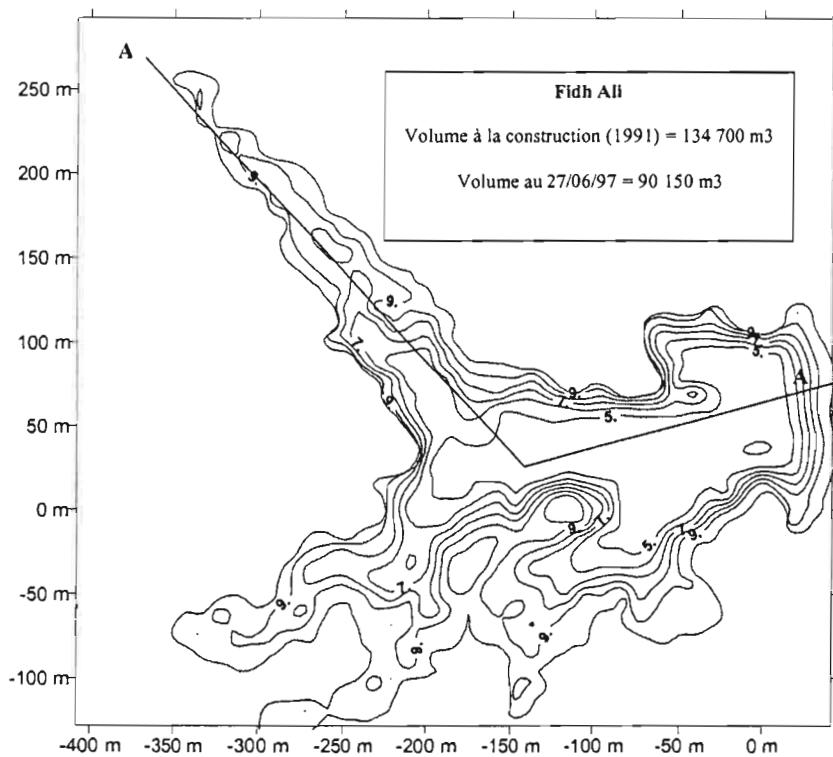 A
250 m
200 m
150 m
100 m
50 m
0 m
-50 m
-100 m
Fidh Ali
Volume à la construction (1991) = 134 700 m3
Volume au 27/06/97 = 90 150 m3
9.
9.
7.
9.
9.
7.
5.
9.
7.
5.
A
9.
7.
5.
7.
9.
7.
9.
9.
9.
-400 m
-350 m
-300 m
-250 m
-200 m
-150 m
-100 m
-50 m
0 m